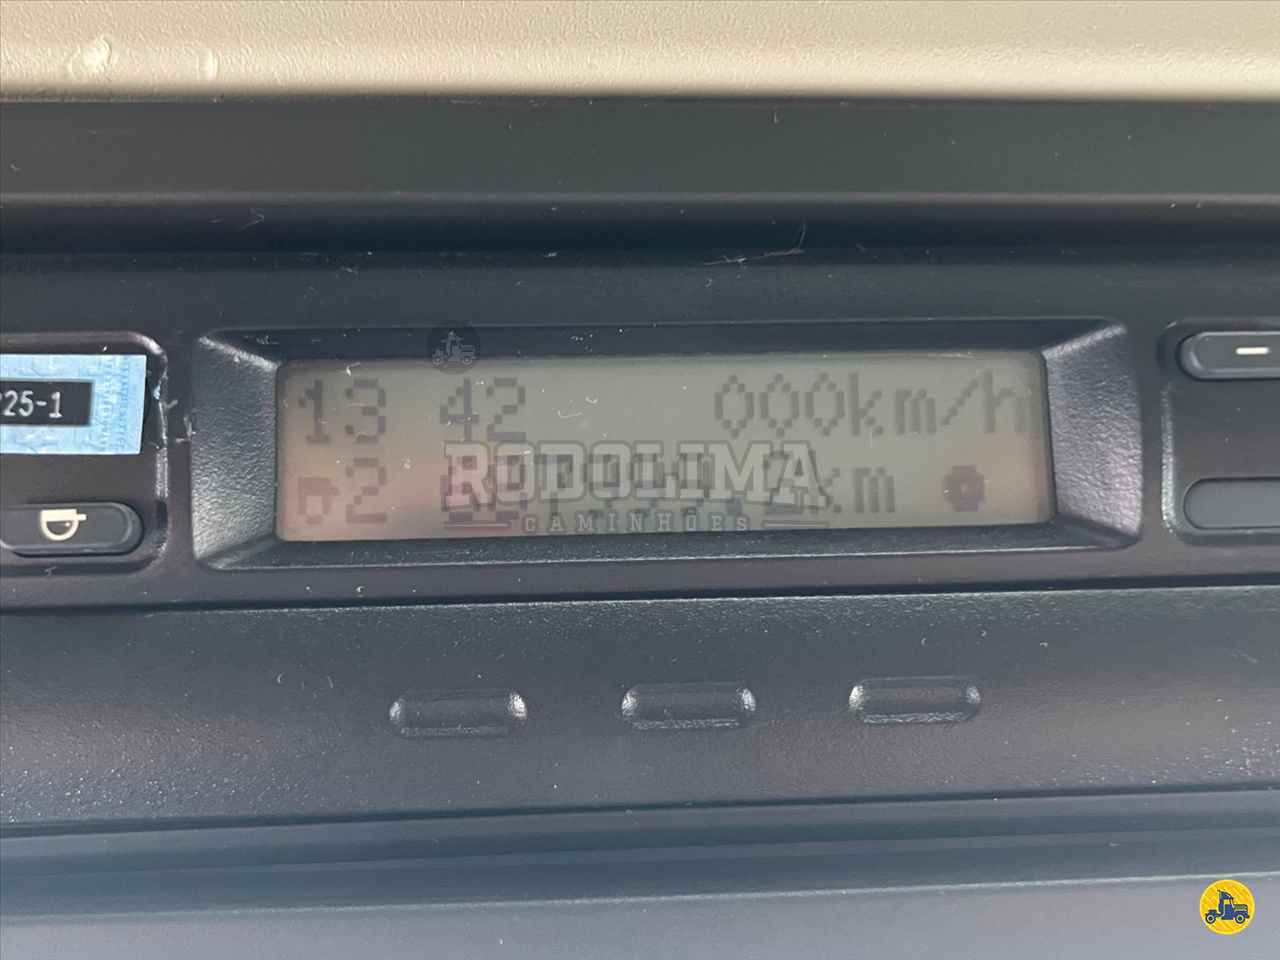 225-1
13 42 000km/h
RODOLIMA
CAMINHÕES